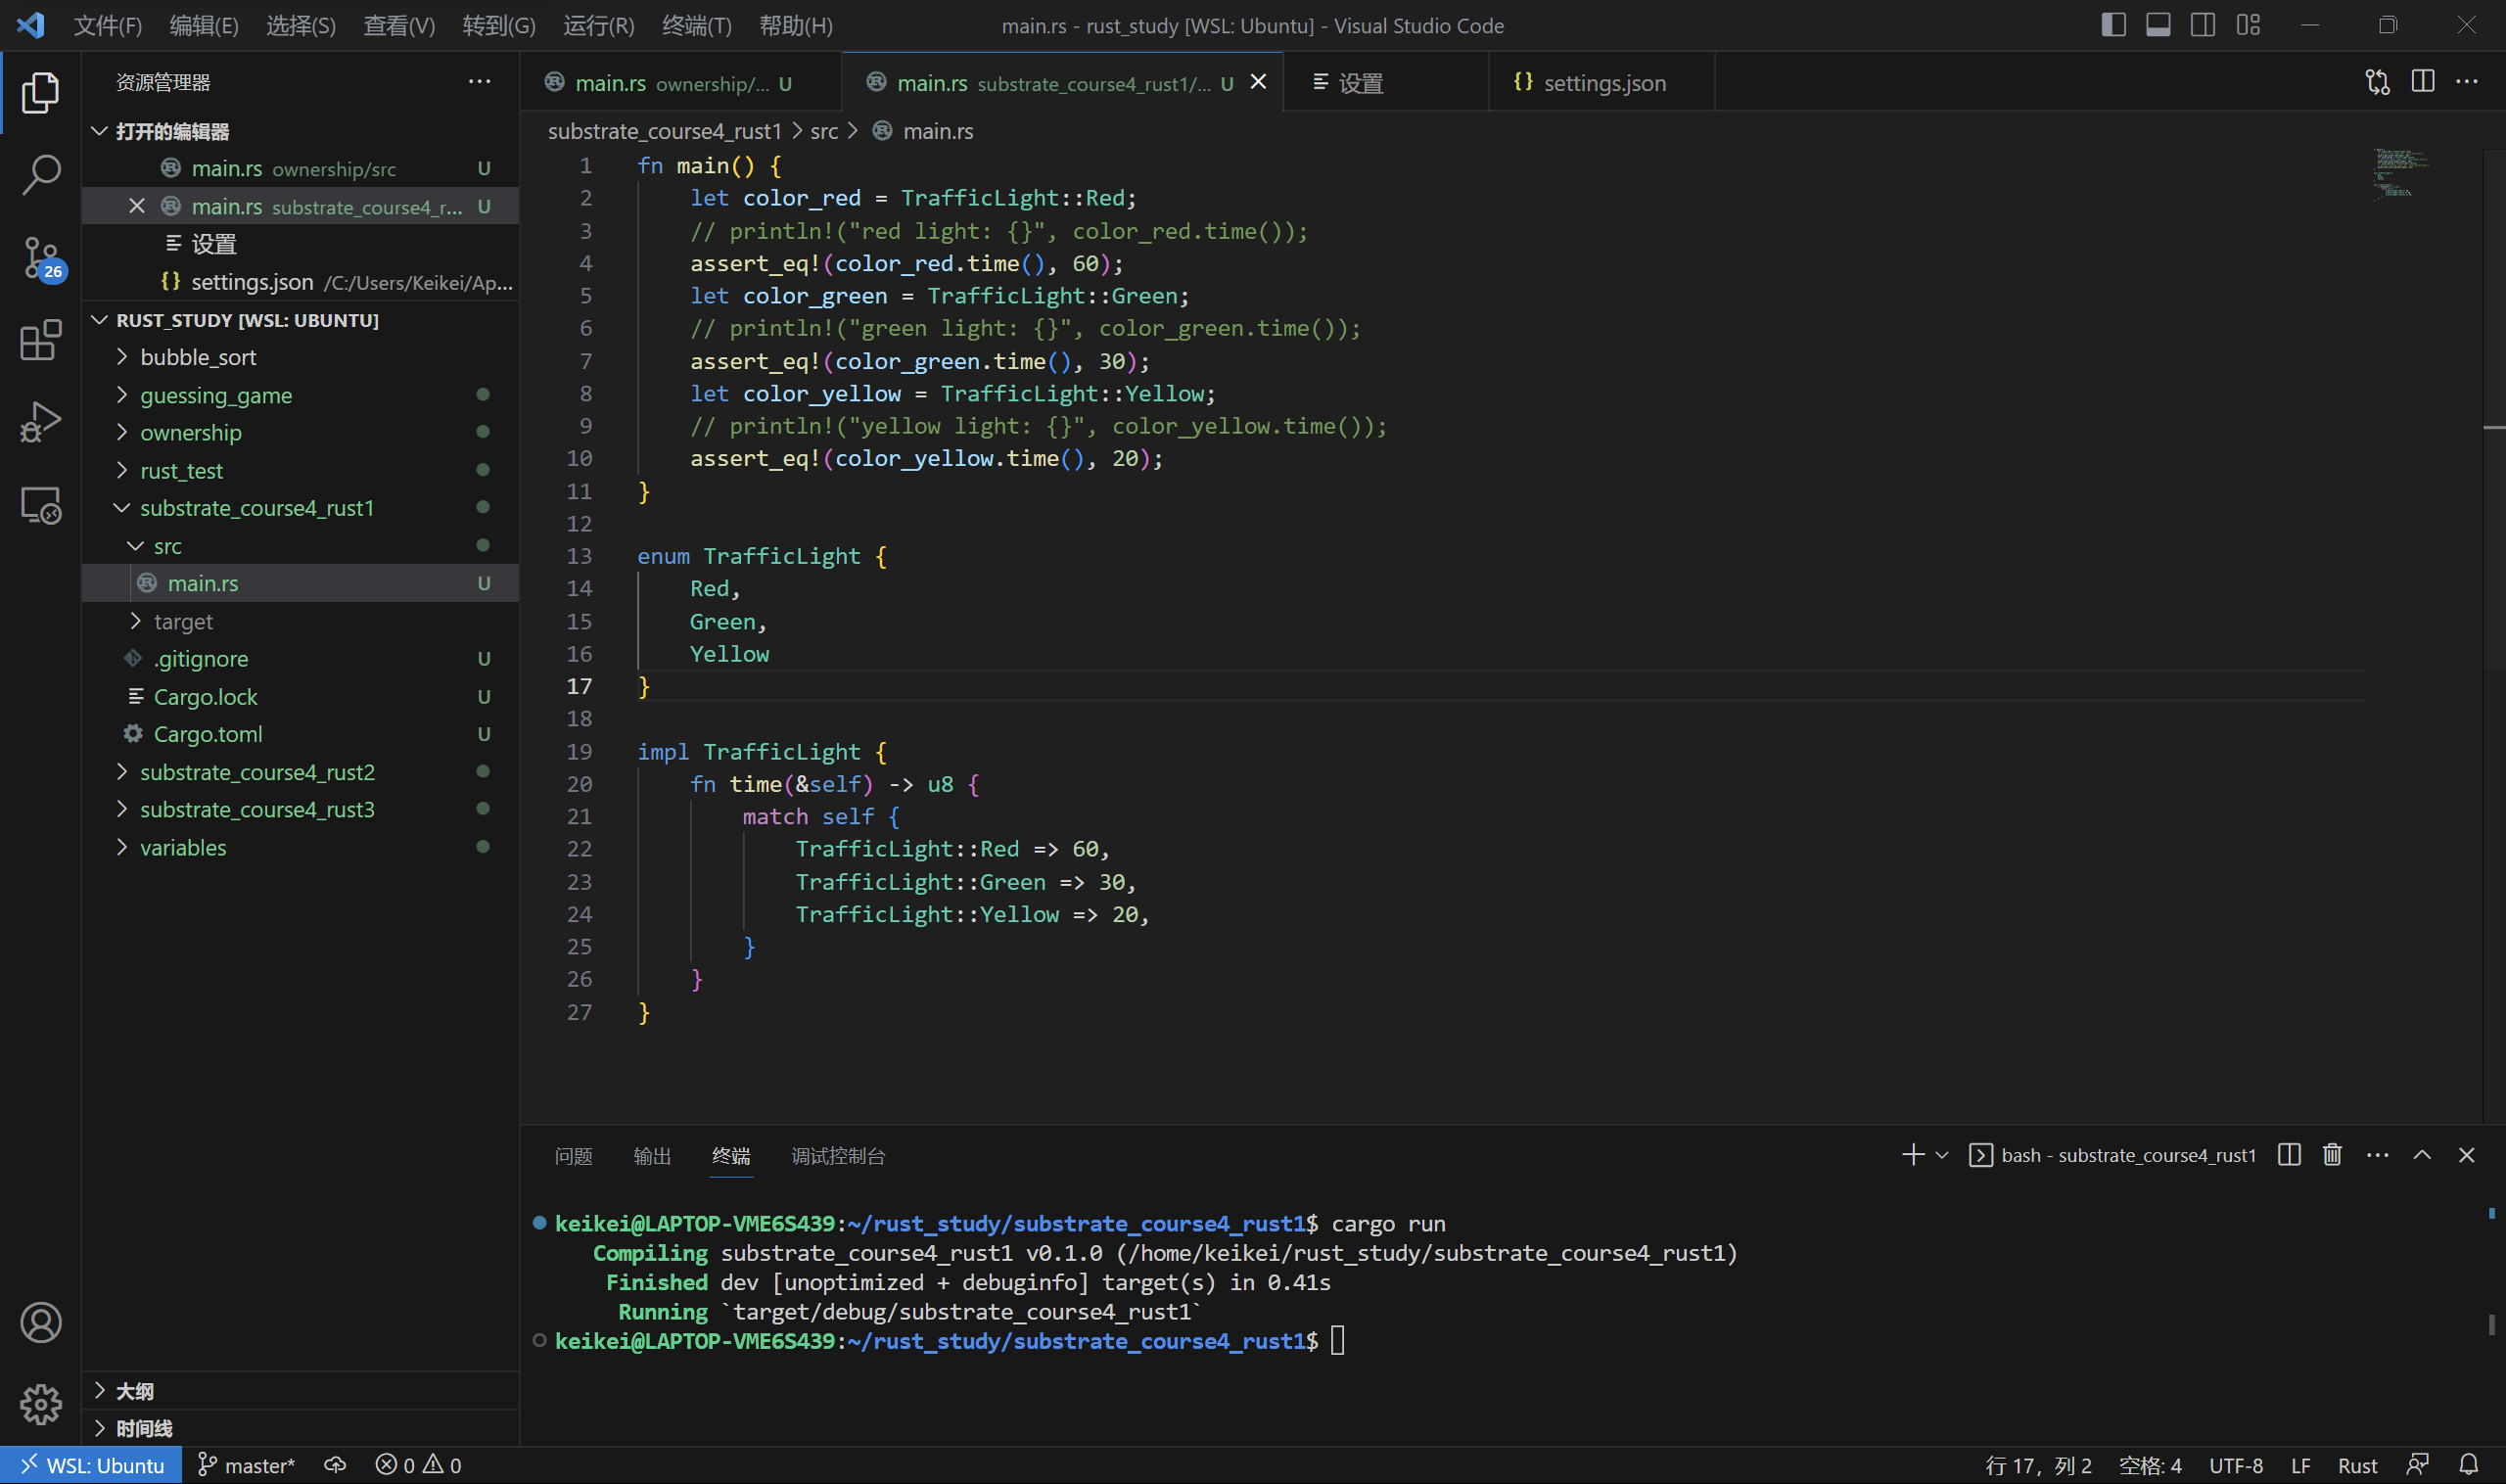 文件(F) 编辑(E) 选择(S) 查看(V) 转到(G) 运行(R) 终端(T) 帮助(H) main.rs - rust_study [WSL: Ubuntu] - Visual Studio Code
资源管理器
打开的编辑器
main.rs ownership/src U
main.rs substrate_course4_r... U
设置
settings.json /C:/Users/Keikei/Ap...
26
RUST_STUDY [WSL: UBUNTU]
bubble_sort
guessing_game
ownership
rust_test
substrate_course4_rust1
src
main.rs U
target
.gitignore U
Cargo.lock U
Cargo.toml U
substrate_course4_rust2
substrate_course4_rust3
variables
大纲
时间线
main.rs ownership/... U main.rs substrate_course4_rust1/... U 设置 settings.json
substrate_course4_rust1 > src > main.rs
1 fn main() {
2     let color_red = TrafficLight::Red;
3     // println!("red light: {}", color_red.time());
4     assert_eq!(color_red.time(), 60);
5     let color_green = TrafficLight::Green;
6     // println!("green light: {}", color_green.time());
7     assert_eq!(color_green.time(), 30);
8     let color_yellow = TrafficLight::Yellow;
9     // println!("yellow light: {}", color_yellow.time());
10     assert_eq!(color_yellow.time(), 20);
11 }
12
13 enum TrafficLight {
14     Red,
15     Green,
16     Yellow
17 }
18
19 impl TrafficLight {
20     fn time(&self) -> u8 {
21         match self {
22             TrafficLight::Red => 60,
23             TrafficLight::Green => 30,
24             TrafficLight::Yellow => 20,
25         }
26     }
27 }
问题 输出 终端 调试控制台 bash - substrate_course4_rust1
keikei@LAPTOP-VME6S439:~/rust_study/substrate_course4_rust1$ cargo run
Compiling substrate_course4_rust1 v0.1.0 (/home/keikei/rust_study/substrate_course4_rust1)
Finished dev [unoptimized + debuginfo] target(s) in 0.41s
Running `target/debug/substrate_course4_rust1`
keikei@LAPTOP-VME6S439:~/rust_study/substrate_course4_rust1$
WSL: Ubuntu master* 0 0 行 17，列 2 空格: 4 UTF-8 LF Rust